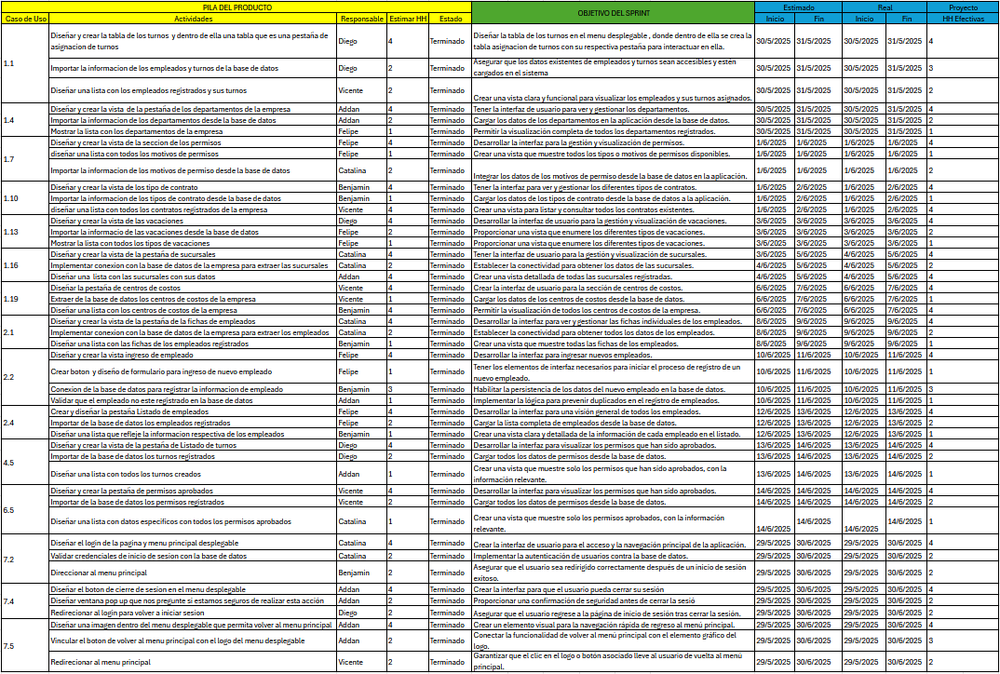 PILA DEL PRODUCTO OBJETIVO DEL SPRINT Estimado Real Proyecto
Caso de Uso Actividades Responsable Estimar HH Estado Inicio Fin Inicio Fin HH Efectivas
1.1
Diseñar y crear la tabla de los turnos y dentro de ella una tabla que es una pestaña de
asignacion de turnos Diego 4 Terminado Diseñar la tabla de los turnos en el menu desplegable , donde dentro de ella se crea la
tabla asignacion de turnos con su respectiva pestaña para interactuar en ella. 30/5/2025 31/5/2025 30/5/2025 31/5/2025 4
Importar la informacion de los empleados y turnos de la base de datos Diego 2 Terminado Asegurar que los datos existentes de empleados y turnos sean accesibles y estén
cargados en el sistema 30/5/2025 31/5/2025 30/5/2025 31/5/2025 3
Diseñar una lista con los empleados registrados y sus turnos Vicente 2 Terminado Crear una vista clara y funcional para visualizar los empleados y sus turnos asignados. 30/5/2025 31/5/2025 30/5/2025 31/5/2025 2
1.4
Diseñar y crear la vista de la pestaña de los departamentos de la empresa Addan 4 Terminado Tener la interfaz de usuario para ver y gestionar los departamentos. 30/5/2025 31/5/2025 30/5/2025 31/5/2025 4
Importar la informacion de los departamentos desde la base de datos Addan 2 Terminado Cargar los datos de los departamentos en la aplicación desde la base de datos. 30/5/2025 31/5/2025 30/5/2025 31/5/2025 2
Mostrar la lista con los departamentos de la empresa Felipe 1 Terminado Permitir la visualización completa de todos los departamentos registrados. 30/5/2025 31/5/2025 30/5/2025 31/5/2025 1
1.7
Diseñar y crear la vista de la seccion de los permisos Felipe 4 Terminado Desarrollar la interfaz para la gestión y visualización de permisos. 1/6/2025 1/6/2025 1/6/2025 1/6/2025 4
diseñar una lista con todos los motivos de permisos Felipe 1 Terminado Crear una vista que muestre todos los tipos o motivos de permisos disponibles. 1/6/2025 1/6/2025 1/6/2025 1/6/2025 1
Importar la informacion de los motivos de permiso desde la base de datos Catalina 2 Terminado Integrar los datos de los motivos de permiso desde la base de datos en la aplicación. 1/6/2025 1/6/2025 1/6/2025 1/6/2025 2
1.10
Diseñar y crear la vista de los tipo de contrato Benjamin 4 Terminado Tener la interfaz para ver y gestionar los diferentes tipos de contratos. 1/6/2025 2/6/2025 1/6/2025 2/6/2025 4
Importar la informacion de los tipos de contrato desde la base de datos Benjamin 1 Terminado Cargar los datos de los tipos de contrato desde la base de datos a la aplicación. 1/6/2025 2/6/2025 1/6/2025 2/6/2025 1
diseñar una lista con todos los contratos registrados de la empresa Vicente 4 Terminado Crear una vista para listar y consultar todos los contratos existentes. 1/6/2025 2/6/2025 1/6/2025 2/6/2025 4
1.13
Diseñar y crear la vista de las vacaciones Diego 4 Terminado Desarrollar la interfaz de usuario para la gestión y visualización de vacaciones. 3/6/2025 3/6/2025 3/6/2025 3/6/2025 4
Importar la informacio de las vacaciones desde la base de datos Felipe 2 Terminado Proporcionar una vista que enumere los diferentes tipos de vacaciones. 3/6/2025 3/6/2025 3/6/2025 3/6/2025 2
Mostrar la lista con todos los tipos de vacaciones Felipe 1 Terminado Proporcionar una vista que enumere los diferentes tipos de vacaciones. 3/6/2025 3/6/2025 3/6/2025 3/6/2025 1
1.16
Diseñar y crear la vista de la pestaña de sucursales Catalina 4 Terminado Tener la interfaz de usuario para la gestión y visualización de sucursales. 3/6/2025 5/6/2025 4/6/2025 5/6/2025 4
Implementar conexion con la base de datos de la empresa para extraer las sucursales Catalina 2 Terminado Establecer la conectividad para obtener los datos de las sucursales. 4/6/2025 5/6/2025 4/6/2025 5/6/2025 2
Diseñar una lista con las sucursales con sus datos Addan 4 Terminado Crear una vista detallada de todas las sucursales registradas. 4/6/2025 5/6/2025 4/6/2025 5/6/2025 4
1.19
Diseñar la pestaña de centros de costos Vicente 4 Terminado Crear la interfaz de usuario para la sección de centros de costos. 6/6/2025 7/6/2025 6/6/2025 7/6/2025 4
Extraer de la base de datos los centros de costos de la empresa Vicente 1 Terminado Cargar los datos de los centros de costos desde la base de datos. 6/6/2025 7/6/2025 6/6/2025 7/6/2025 1
Diseñar una lista con los centros de costos de la empresa Benjamin 4 Terminado Permitir la visualización de todos los centros de costos de la empresa. 6/6/2025 7/6/2025 6/6/2025 7/6/2025 4
2.1
Diseñar y crear la vista de la pestaña de la fichas de empleados Catalina 4 Terminado Desarrollar la interfaz para ver y gestionar las fichas individuales de los empleados. 8/6/2025 9/6/2025 6/6/2025 9/6/2025 4
Implementar conexion con la base de datos de la empresa para extraer los empleados Catalina 2 Terminado Establecer la conectividad para obtener todos los datos de los empleados. 8/6/2025 9/6/2025 6/6/2025 9/6/2025 2
Diseñar una lista con las fichas de los empleados registrados Benjamin 1 Terminado Crear una vista que muestre todas las fichas de los empleados. 8/6/2025 9/6/2025 9/6/2025 9/6/2025 1
2.2
Diseñar y crear la vista ingreso de empleado Felipe 4 Terminado Desarrollar la interfaz para ingresar nuevos empleados. 10/6/2025 11/6/2025 10/6/2025 11/6/2025 4
Crear boton y diseño de formulario para ingreso de nuevo empleado Felipe 1 Terminado Tener los elementos de interfaz necesarios para iniciar el proceso de registro de un
nuevo empleado. 10/6/2025 11/6/2025 10/6/2025 11/6/2025 1
Conexion de la base de datos para registrar la informacion de empleado Benjamin 3 Terminado Habilitar la persistencia de los datos del nuevo empleado en la base de datos. 10/6/2025 11/6/2025 10/6/2025 11/6/2025 3
Validar que el empleado no este registrado en la base de datos Addan 1 Terminado Implementar la lógica para prevenir duplicados en el registro de empleados. 10/6/2025 11/6/2025 10/6/2025 11/6/2025 1
2.4
Crear y diseñar la pestaña Listado de empleados Felipe 4 Terminado Desarrollar la interfaz para una visión general de todos los empleados. 12/6/2025 13/6/2025 12/6/2025 13/6/2025 4
Importar de la base de datos los empleados registrados Felipe 2 Terminado Cargar la lista completa de empleados desde la base de datos. 12/6/2025 13/6/2025 12/6/2025 13/6/2025 2
Diseñar una lista que refleje la informacion respectiva de los empleados Benjamin 1 Terminado Crear una vista clara y detallada de la información de cada empleado en el listado. 12/6/2025 13/6/2025 12/6/2025 13/6/2025 1
4.5
Diseñar y crear la vista de la pestaña de Listado de turnos Diego 4 Terminado Desarrollar la interfaz para visualizar los permisos que han sido aprobados. 13/6/2025 14/6/2025 13/6/2025 14/6/2025 4
Importar de la base de datos los turnos registrados Diego 2 Terminado Cargar todos los datos de permisos desde la base de datos. 13/6/2025 14/6/2025 13/6/2025 14/6/2025 2
Diseñar una lista con todos los turnos creados Addan 1 Terminado Crear una vista que muestre solo los permisos que han sido aprobados, con la
información relevante. 13/6/2025 14/6/2025 13/6/2025 14/6/2025 1
6.5
Diseñar y crear la pestaña de permisos aprobados Vicente 4 Terminado Desarrollar la interfaz para visualizar los permisos que han sido aprobados. 14/6/2025 14/6/2025 14/6/2025 14/6/2025 4
Importar de la base de datos los permisos registrados Vicente 2 Terminado Cargar todos los datos de permisos desde la base de datos. 14/6/2025 14/6/2025 14/6/2025 14/6/2025 2
Diseñar una lista con datos especificos con todos los permisos aprobados Catalina 1 Terminado Crear una vista que muestre solo los permisos aprobados, con la información
relevante. 14/6/2025 14/6/2025 14/6/2025 14/6/2025 1
7.2
Diseñar el login de la pagina y menu principal desplegable Catalina 4 Terminado Crear la interfaz de usuario para el acceso y la navegación principal de la aplicación. 29/5/2025 30/6/2025 29/5/2025 30/6/2025 4
Validar credenciales de inicio de sesion con la base de datos Catalina 2 Terminado Implementar la autenticación de usuarios contra la base de datos. 29/5/2025 30/6/2025 29/5/2025 30/6/2025 2
Direccionar al menu principal Benjamin 2 Terminado Asegurar que el usuario sea redirigido correctamente después de un inicio de sesión
exitoso. 29/5/2025 30/6/2025 29/5/2025 30/6/2025 2
7.4
Diseñar el boton de cierre de sesion en el menu desplegable Addan 4 Terminado Crear la interfaz para que el usuario pueda cerrar su sesión 29/5/2025 30/6/2025 29/5/2025 30/6/2025 4
Diseñar ventana pop up que nos pregunte si estamos seguros de realizar esta acción Addan 2 Terminado Proporcionar una confirmación de seguridad antes de cerrar la sesió 29/5/2025 30/6/2025 29/5/2025 30/6/2025 2
Redirecionar al login para volver a iniciar sesion Diego 2 Terminado Asegurar que el usuario regrese a la página de inicio de sesión tras cerrar la sesión. 29/5/2025 30/6/2025 29/5/2025 30/6/2025 2
7.5
Diseñar una imagen dentro del menu desplegable que permita volver al menu principal Addan 4 Terminado Crear un elemento visual para la navegación rápida de regreso al menú principal. 29/5/2025 30/6/2025 29/5/2025 30/6/2025 4
Vincular el boton de volver al menu principal con el logo del menu desplegable Addan 2 Terminado Conectar la funcionalidad de volver al menú principal con el elemento gráfico del
logo. 29/5/2025 30/6/2025 29/5/2025 30/6/2025 3
Redirecionar al menu principal Vicente 2 Terminado Garantizar que el clic en el logo o botón asociado lleve al usuario de vuelta al menú
principal. 29/5/2025 30/6/2025 29/5/2025 30/6/2025 2